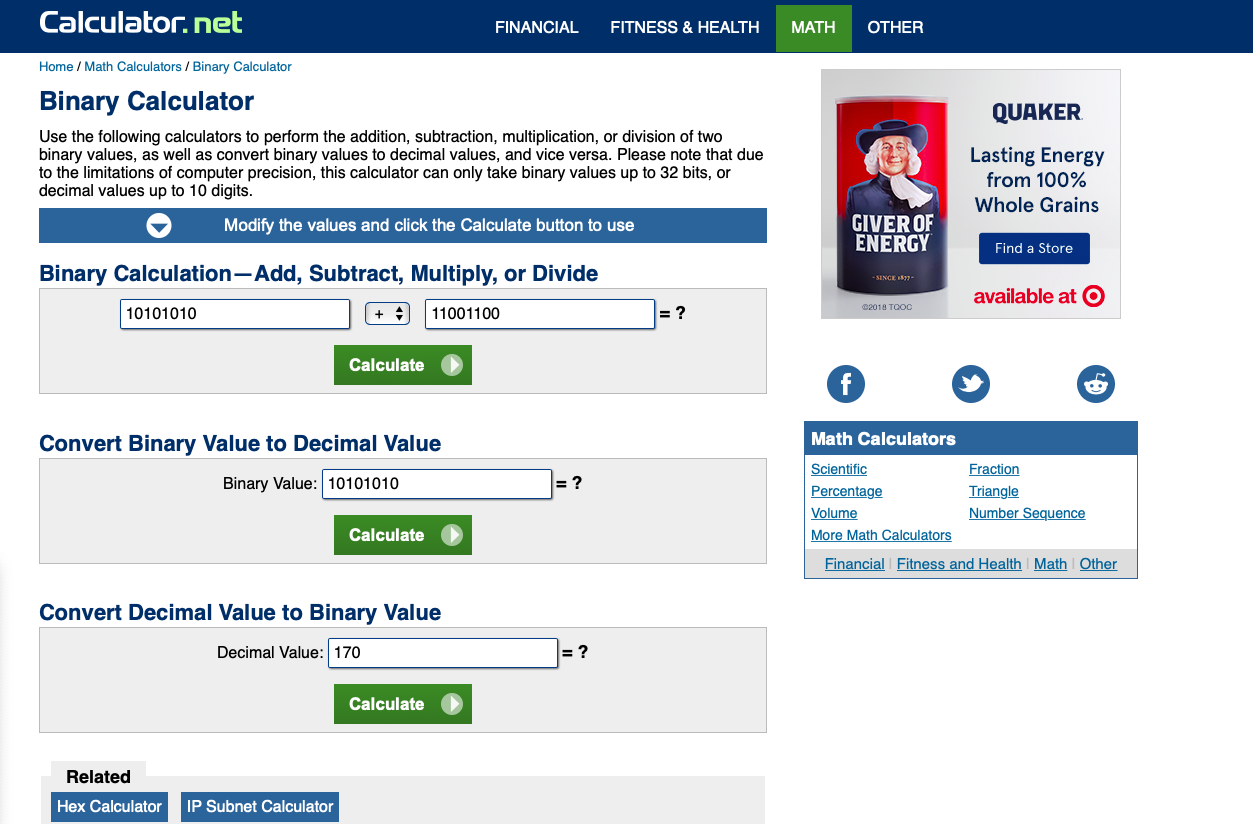 Calculator.net
FINANCIAL FITNESS & HEALTH MATH OTHER
Home / Math Calculators / Binary Calculator
Binary Calculator
Use the following calculators to perform the addition, subtraction, multiplication, or division of two
binary values, as well as convert binary values to decimal values, and vice versa. Please note that due
to the limitations of computer precision, this calculator can only take binary values up to 32 bits, or
decimal values up to 10 digits.
Modify the values and click the Calculate button to use
Binary Calculation—Add, Subtract, Multiply, or Divide
10101010 + 11001100 = ?
Calculate
Convert Binary Value to Decimal Value
Binary Value: 10101010 = ?
Calculate
Convert Decimal Value to Binary Value
Decimal Value: 170 = ?
Calculate
Related
Hex Calculator IP Subnet Calculator
QUAKER
Lasting Energy
from 100%
Whole Grains
Find a Store
available at
GIVER OF
ENERGY
-SINCE 1877-
©2018 TQOC
Math Calculators
Scientific Fraction
Percentage Triangle
Volume Number Sequence
More Math Calculators
Financial | Fitness and Health | Math | Other